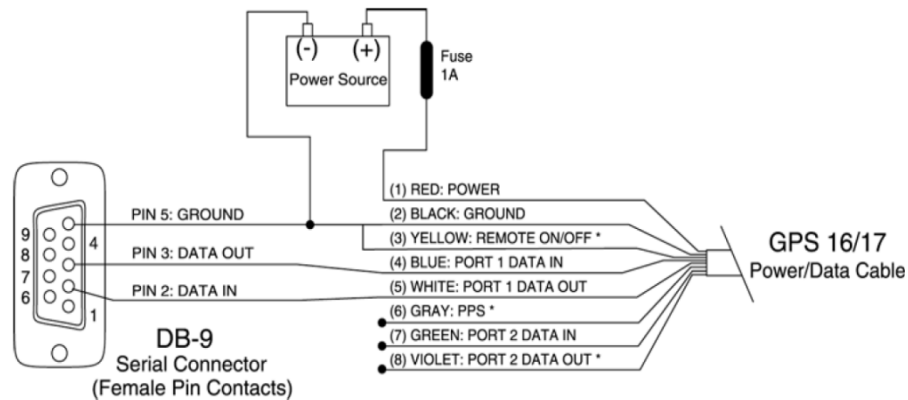 (-) (+)
Power Source
Fuse
1A
(1) RED: POWER
PIN 5: GROUND
(2) BLACK: GROUND
9
4
(3) YELLOW: REMOTE ON/OFF *
8
PIN 3: DATA OUT
(4) BLUE: PORT 1 DATA IN
7
PIN 2: DATA IN
(5) WHITE: PORT 1 DATA OUT
6
1
(6) GRAY: PPS *
(7) GREEN: PORT 2 DATA IN
(8) VIOLET: PORT 2 DATA OUT *
GPS 16/17
Power/Data Cable
DB-9
Serial Connector
(Female Pin Contacts)